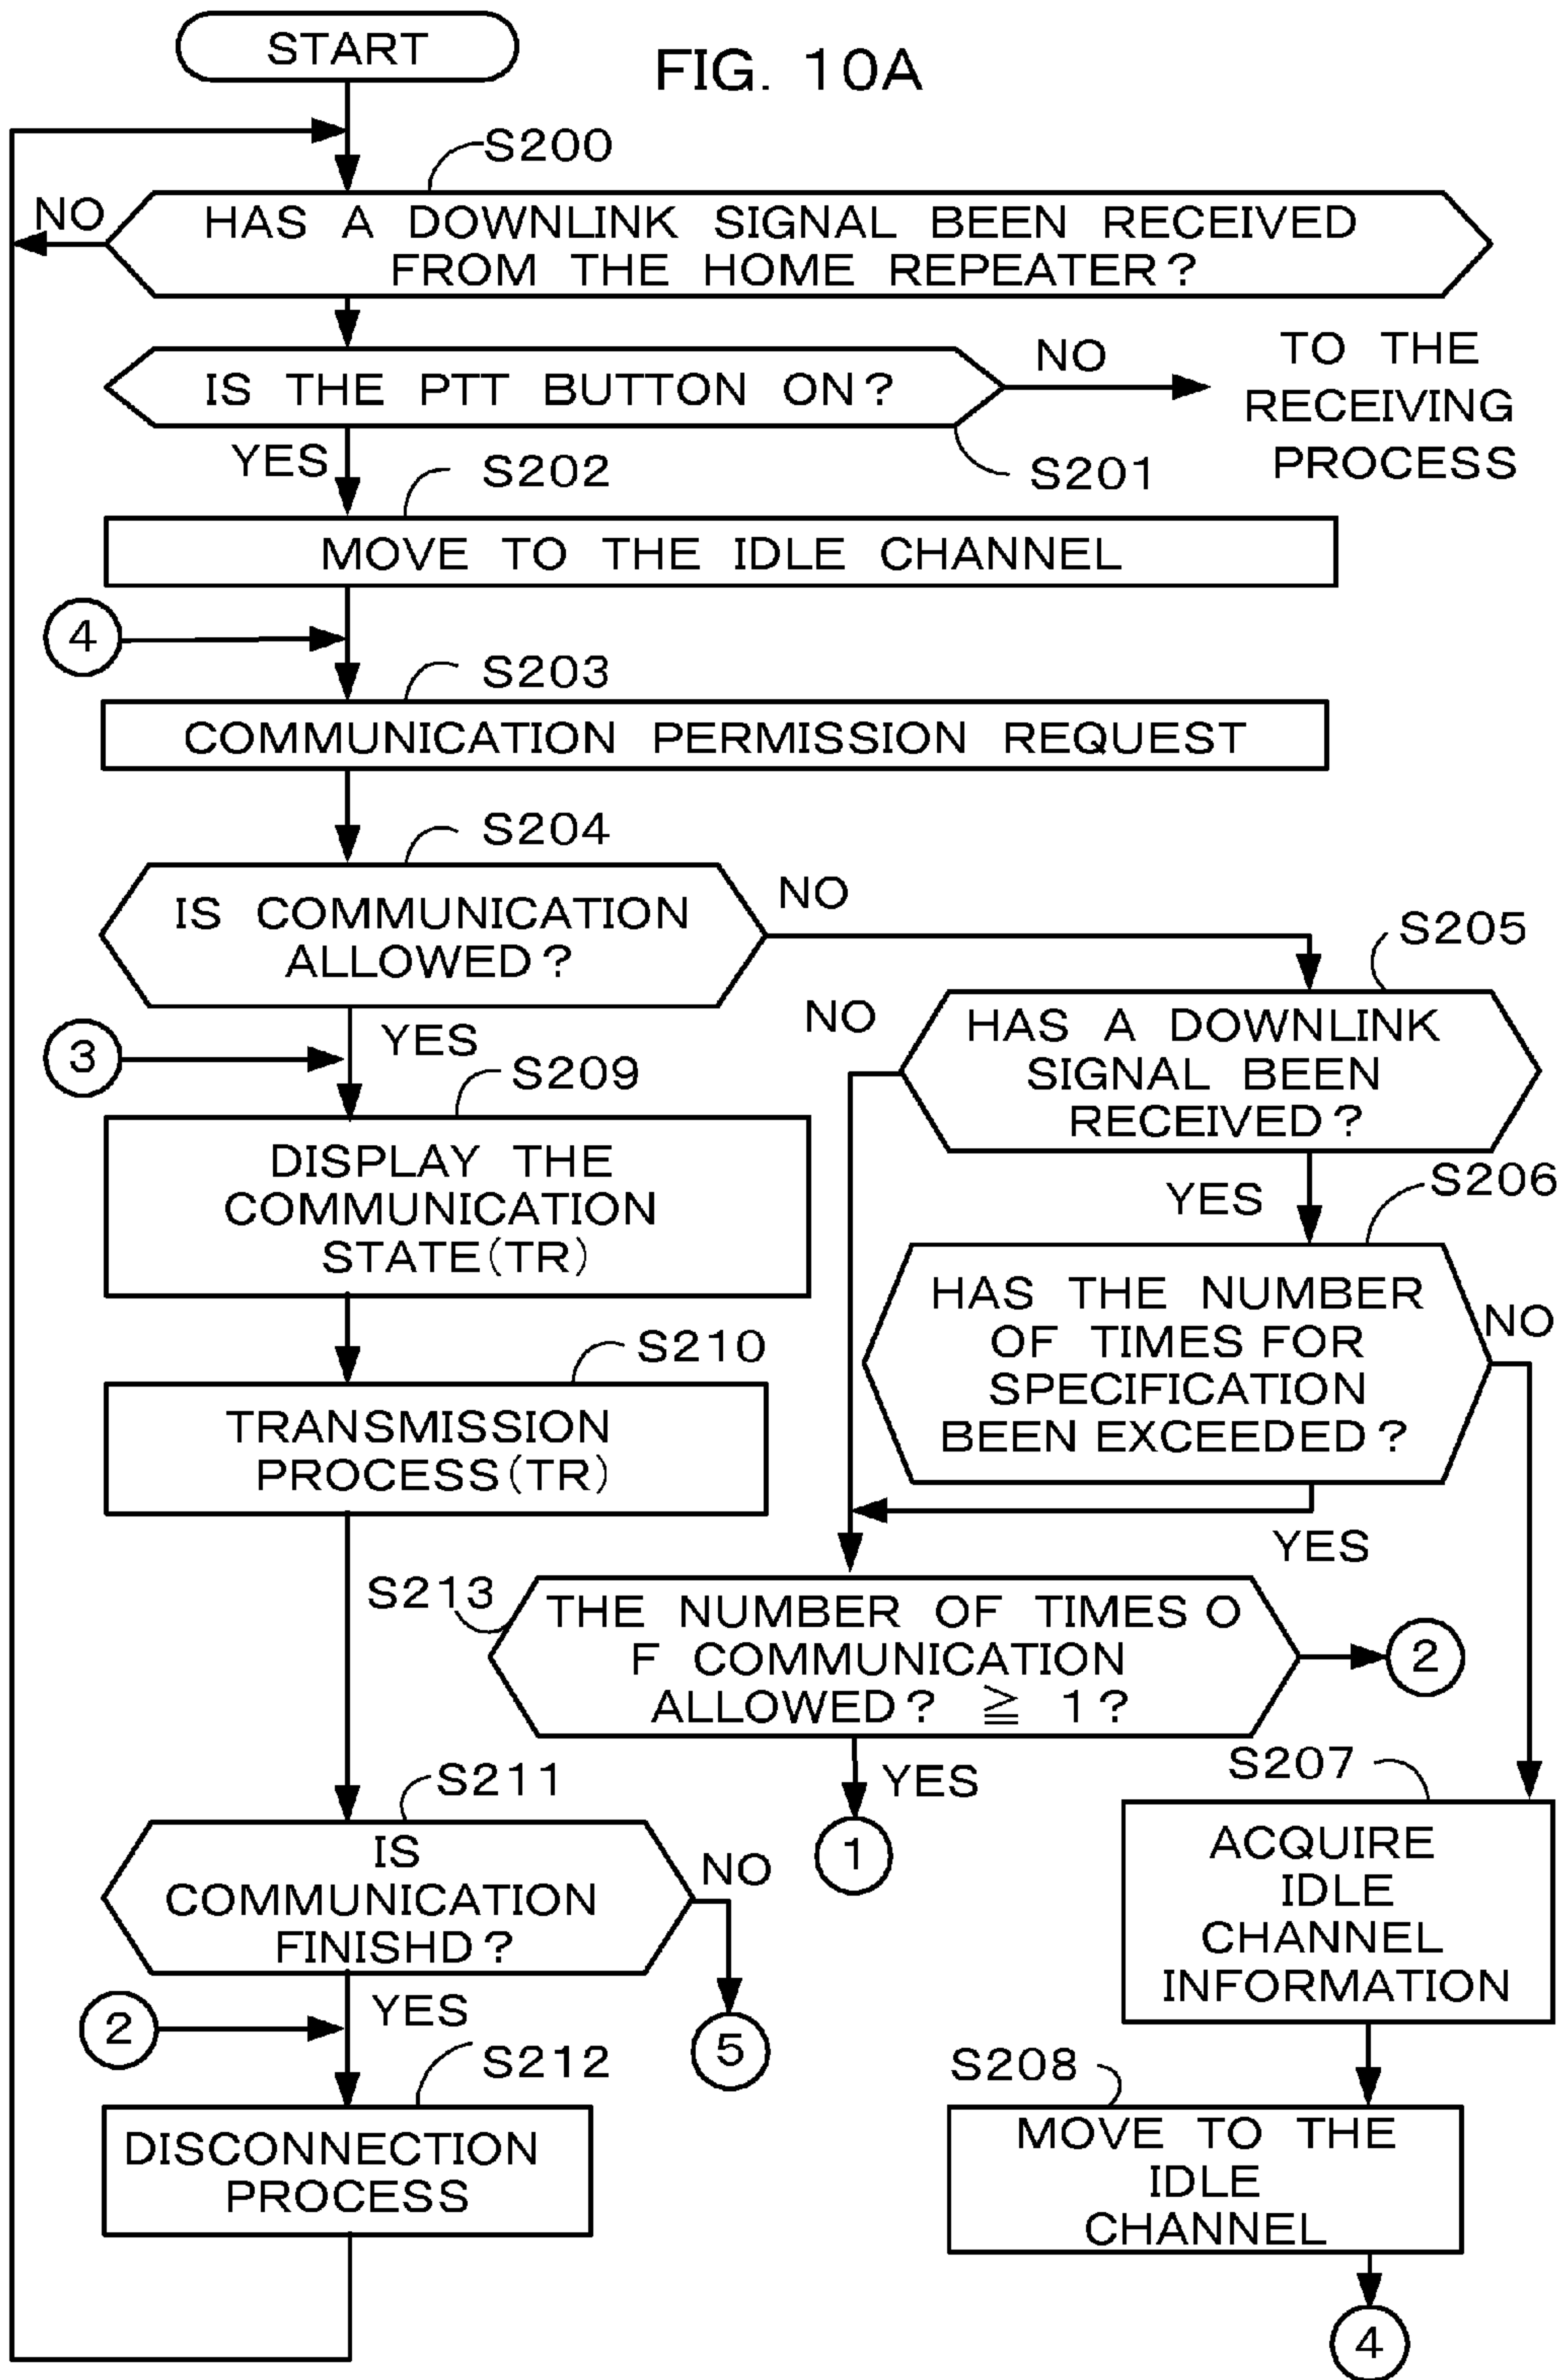 START
FIG. 10A
S200
NO
HAS A DOWNLINK SIGNAL BEEN RECEIVED
FROM THE HOME REPEATER?
IS THE PTT BUTTON ON?
NO
TO THE
RECEIVING
PROCESS
YES
S201
S202
MOVE TO THE IDLE CHANNEL
4
S203
COMMUNICATION PERMISSION REQUEST
S204
IS COMMUNICATION
ALLOWED?
NO
S205
NO
HAS A DOWNLINK
SIGNAL BEEN
RECEIVED?
YES
3
S209
DISPLAY THE
COMMUNICATION
STATE(TR)
YES
S206
HAS THE NUMBER
OF TIMES FOR
SPECIFICATION
BEEN EXCEEDED?
NO
S210
TRANSMISSION
PROCESS(TR)
YES
S213
THE NUMBER OF TIMES O
F COMMUNICATION
ALLOWED? ≧ 1?
2
YES
1
S207
ACQUIRE
IDLE
CHANNEL
INFORMATION
S211
IS
COMMUNICATION
FINISHD?
NO
5
YES
2
S212
DISCONNECTION
PROCESS
S208
MOVE TO THE
IDLE
CHANNEL
4